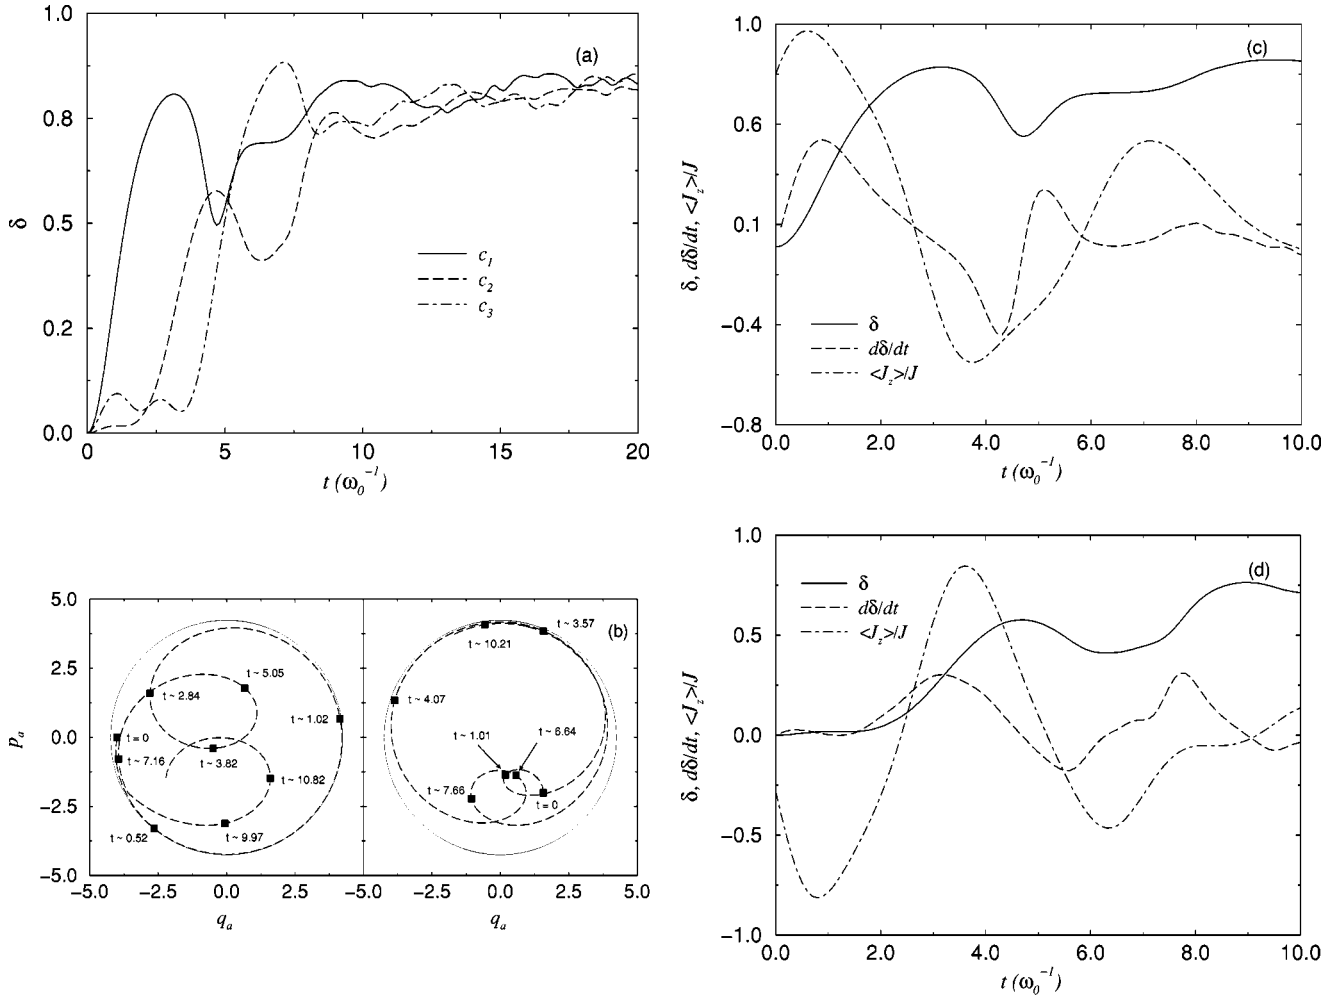 1.0
0.8
0.5
0.2
0.0
δ
(a)
c1
c2
c3
0
5
10
15
20
t (ω0−1)
5.0
2.5
0.0
−2.5
−5.0
pa
t ~ 5.05
t ~ 2.84
t ~ 1.02
t = 0
t ~ 3.82
t ~ 7.16
t ~ 10.82
t ~ 0.52
t ~ 9.97
−5.0
−2.5
0.0
2.5
qa
(b)
t ~ 3.57
t ~ 10.21
t ~ 4.07
t ~ 1.01
t ~ 6.64
t ~ 7.66
t = 0
−5.0
−2.5
0.0
2.5
5.0
qa
1.0
0.6
0.1
−0.4
−0.8
δ, dδ/dt, <Jz>/J
(c)
δ
dδ/dt
<Jz>/J
0.0
2.0
4.0
6.0
8.0
10.0
t (ω0−1)
1.0
0.5
0.0
−0.5
−1.0
δ, dδ/dt, <Jz>/J
(d)
δ
dδ/dt
<Jz>/J
0.0
2.0
4.0
6.0
8.0
10.0
t (ω0−1)